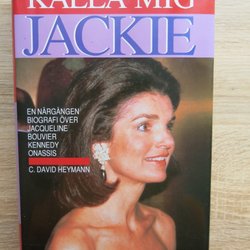 KALLA MIG
JACKIE
EN NÄRGÅNGEN
BIOGRAFI ÖVER
JACQUELINE
BOUVIER
KENNEDY
ONASSIS
C. DAVID HEYMANN